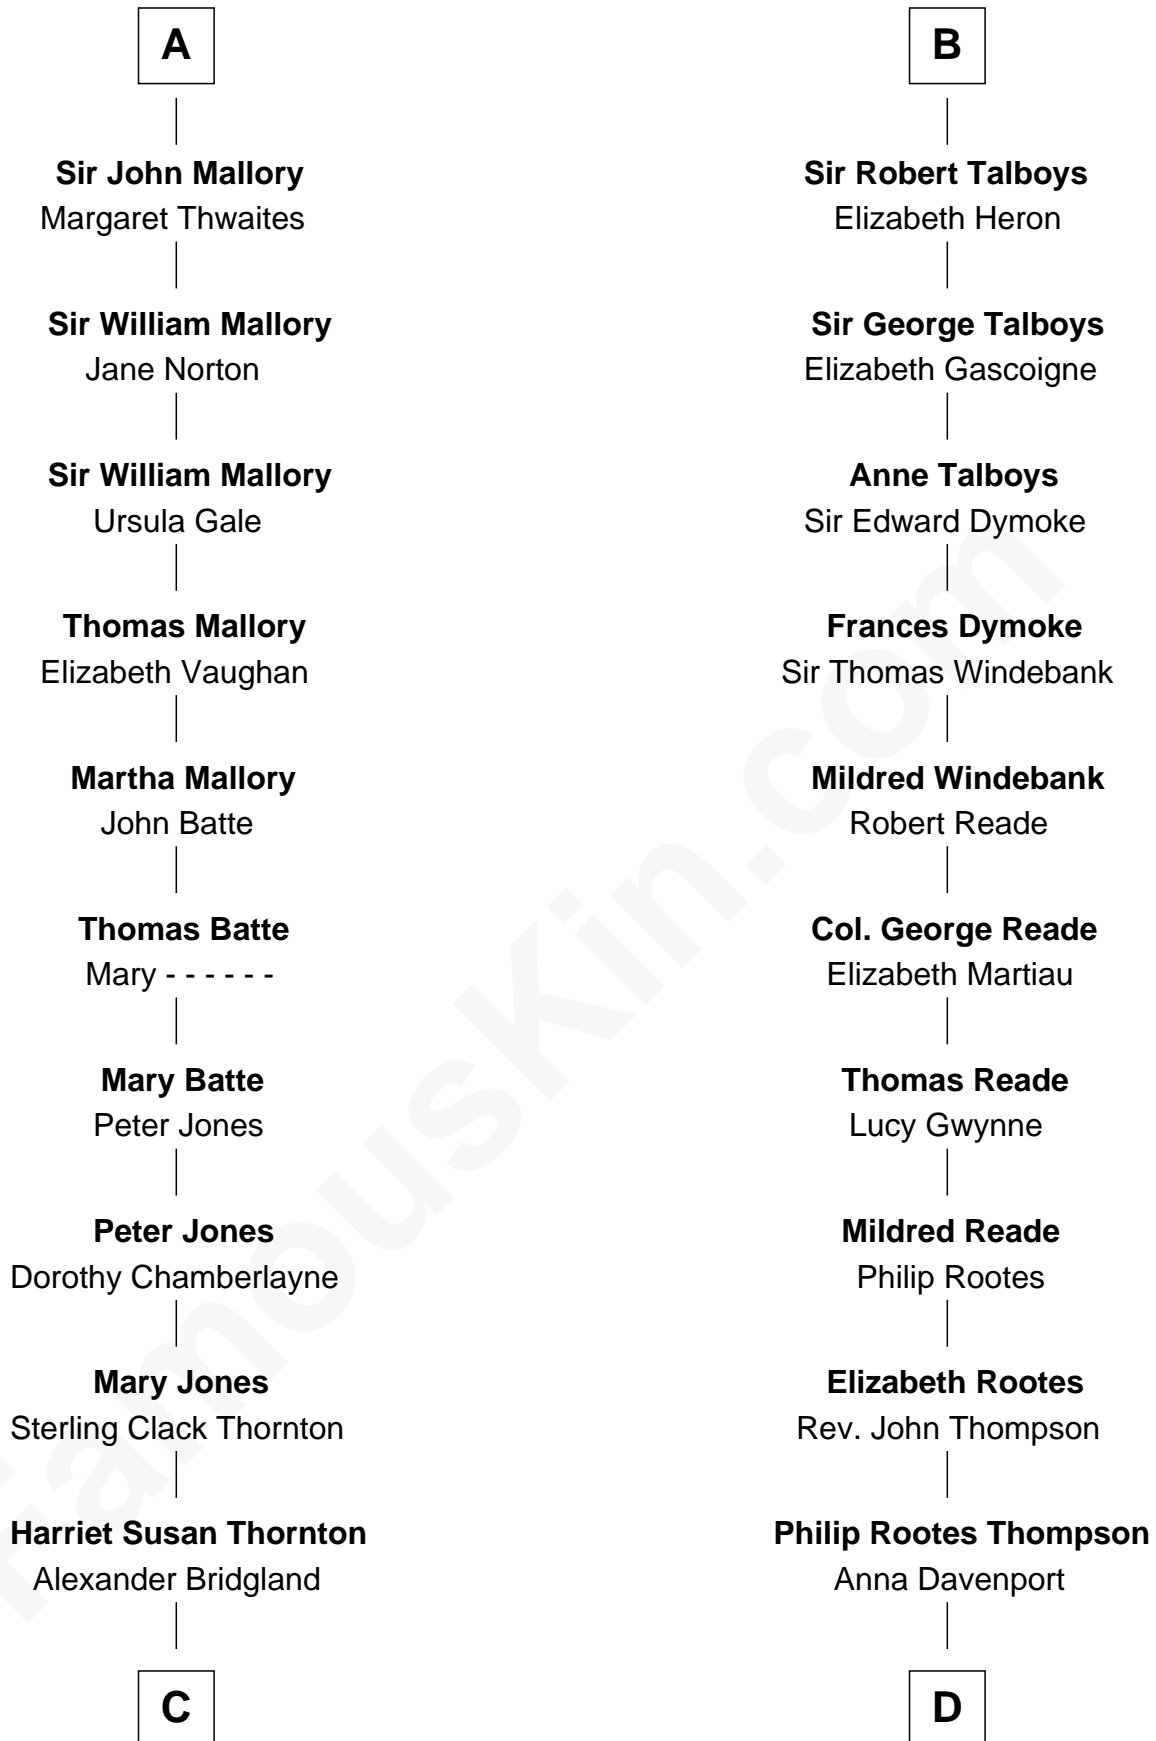 A
Sir John Mallory
Margaret Thwaites
Sir William Mallory
Jane Norton
Sir William Mallory
Ursula Gale
Thomas Mallory
Elizabeth Vaughan
Martha Mallory
John Batte
Thomas Batte
Mary - - - - - -
Mary Batte
Peter Jones
Peter Jones
Dorothy Chamberlayne
Mary Jones
Sterling Clack Thornton
Harriet Susan Thornton
Alexander Bridgland
C
B
Sir Robert Talboys
Elizabeth Heron
Sir George Talboys
Elizabeth Gascoigne
Anne Talboys
Sir Edward Dymoke
Frances Dymoke
Sir Thomas Windebank
Mildred Windebank
Robert Reade
Col. George Reade
Elizabeth Martiau
Thomas Reade
Lucy Gwynne
Mildred Reade
Philip Rootes
Elizabeth Rootes
Rev. John Thompson
Philip Rootes Thompson
Anna Davenport
D
famouskin.com